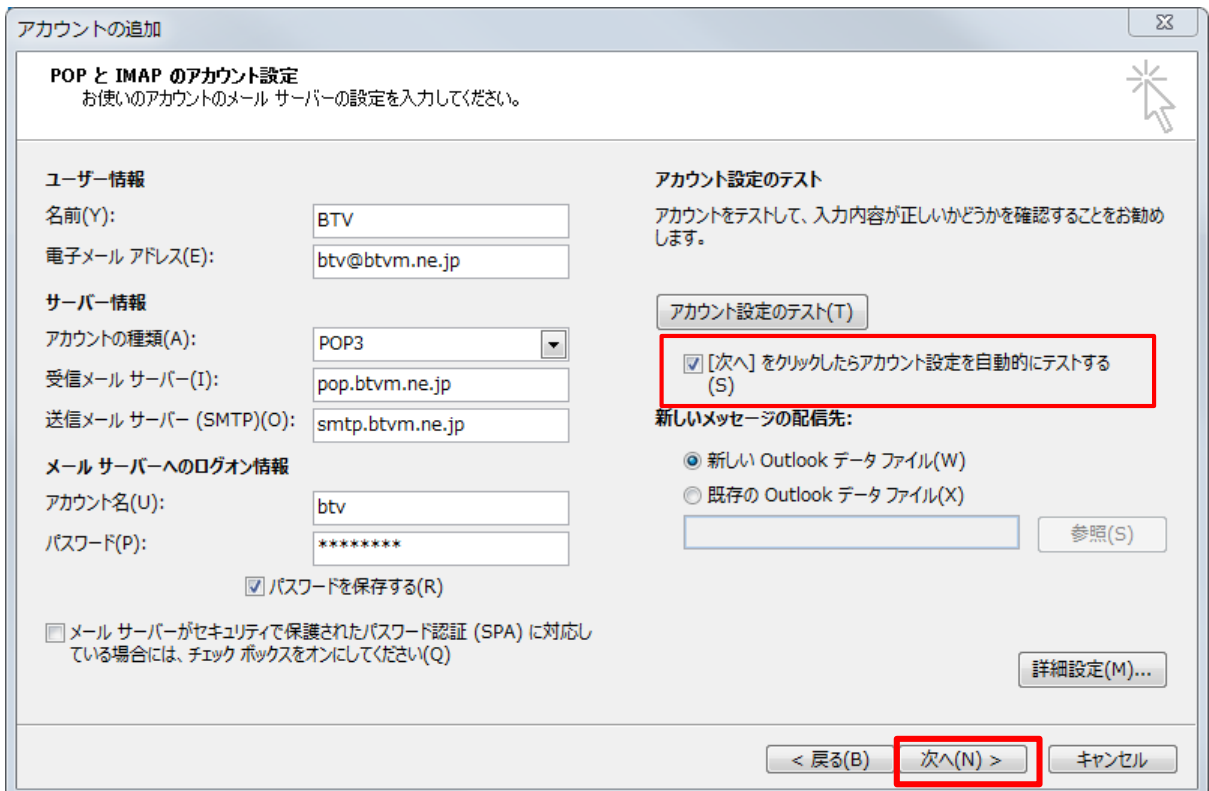 アカウントの追加
POP と IMAP のアカウント設定
お使いのアカウントのメール サーバーの設定を入力してください。
ユーザー情報
名前(Y):
BTV
電子メール アドレス(E):
btv@btvm.ne.jp
サーバー情報
アカウントの種類(A):
POP3
受信メール サーバー(I):
pop.btvm.ne.jp
送信メール サーバー (SMTP)(O):
smtp.btvm.ne.jp
メール サーバーへのログオン情報
アカウント名(U):
btv
パスワード(P):
********
パスワードを保存する(R)
メール サーバーがセキュリティで保護されたパスワード認証 (SPA) に対応し
ている場合には、チェック ボックスをオンにしてください(Q)
アカウント設定のテスト
アカウントをテストして、入力内容が正しいかどうかを確認することをお勧め
します。
アカウント設定のテスト(T)
[次へ] をクリックしたらアカウント設定を自動的にテストする
(S)
新しいメッセージの配信先:
新しい Outlook データ ファイル(W)
既存の Outlook データ ファイル(X)
参照(S)
詳細設定(M)...
< 戻る(B)
次へ(N) >
キャンセル